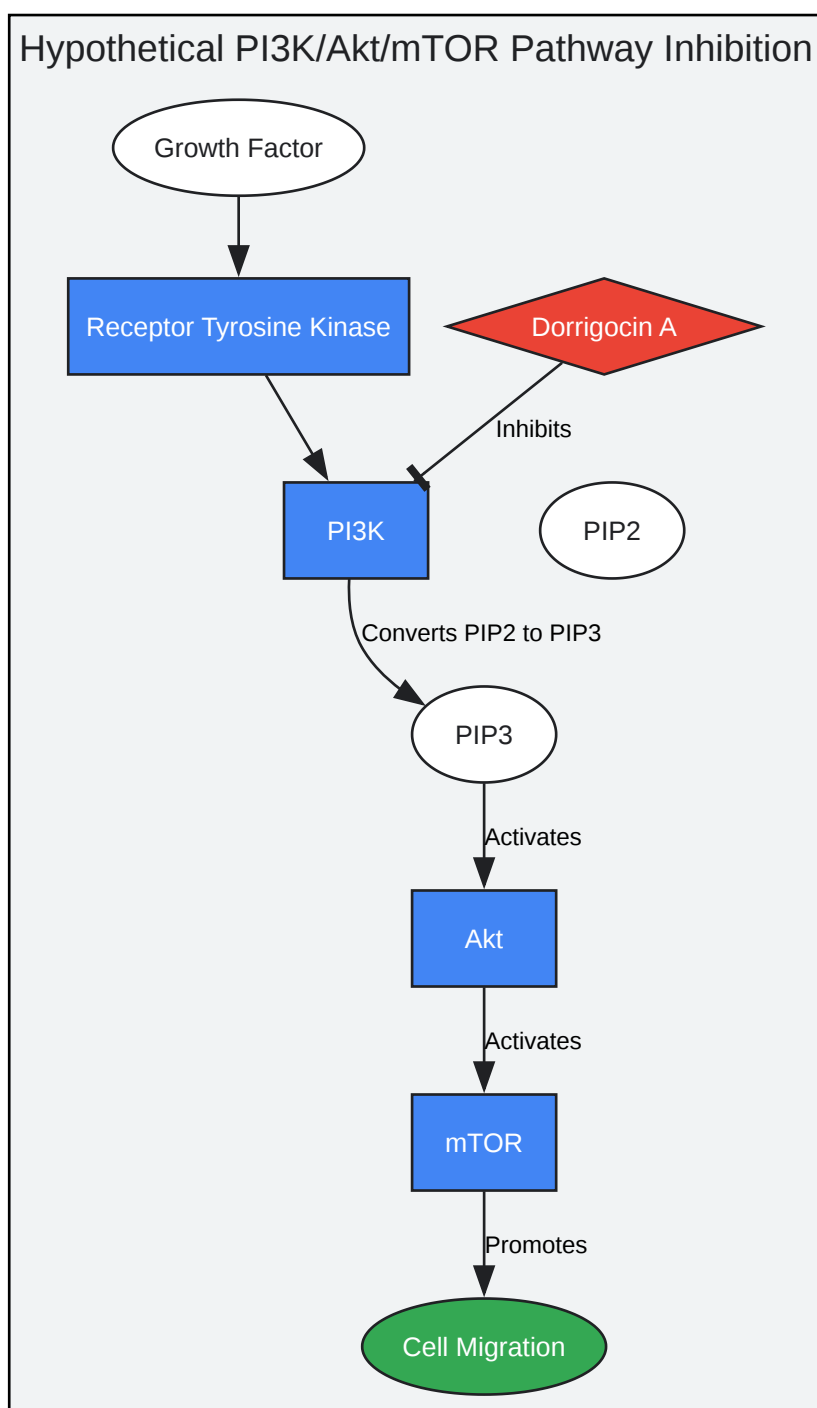 Hypothetical PI3K/Akt/mTOR Pathway Inhibition
Growth Factor
Receptor Tyrosine Kinase
Dorrigocin A
Inhibits
PI3K
PIP2
Converts PIP2 to PIP3
PIP3
Activates
Akt
Activates
mTOR
Promotes
Cell Migration